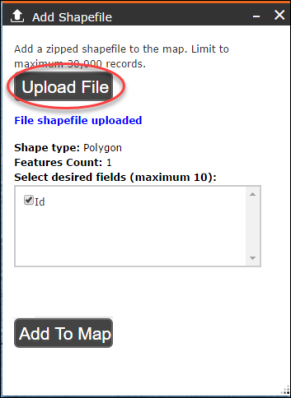 Add Shapefile
Add a zipped shapefile to the map. Limit to
maximum 30,000 records.
Upload File
File shapefile uploaded
Shape type: Polygon
Features Count: 1
Select desired fields (maximum 10):
Id
Add To Map